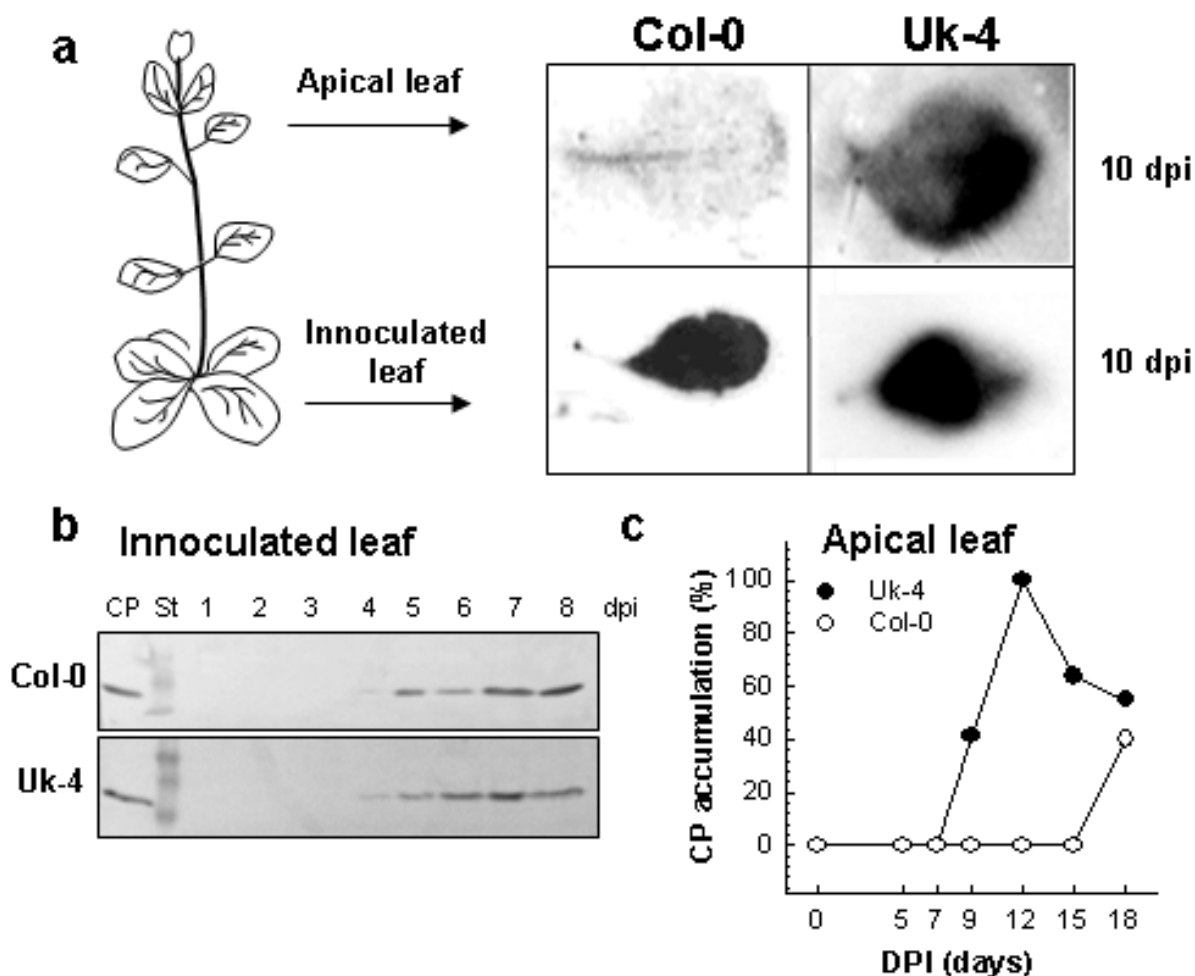 a
Col-0 Uk-4
Apical leaf
10 dpi
Innoculated
leaf
10 dpi
b Innoculated leaf
CP St 1 2 3 4 5 6 7 8 dpi
Col-0
Uk-4
c Apical leaf
Uk-4
Col-0
CP accumulation (%)
100
80
60
40
20
0
0 5 7 9 12 15 18
DPI (days)